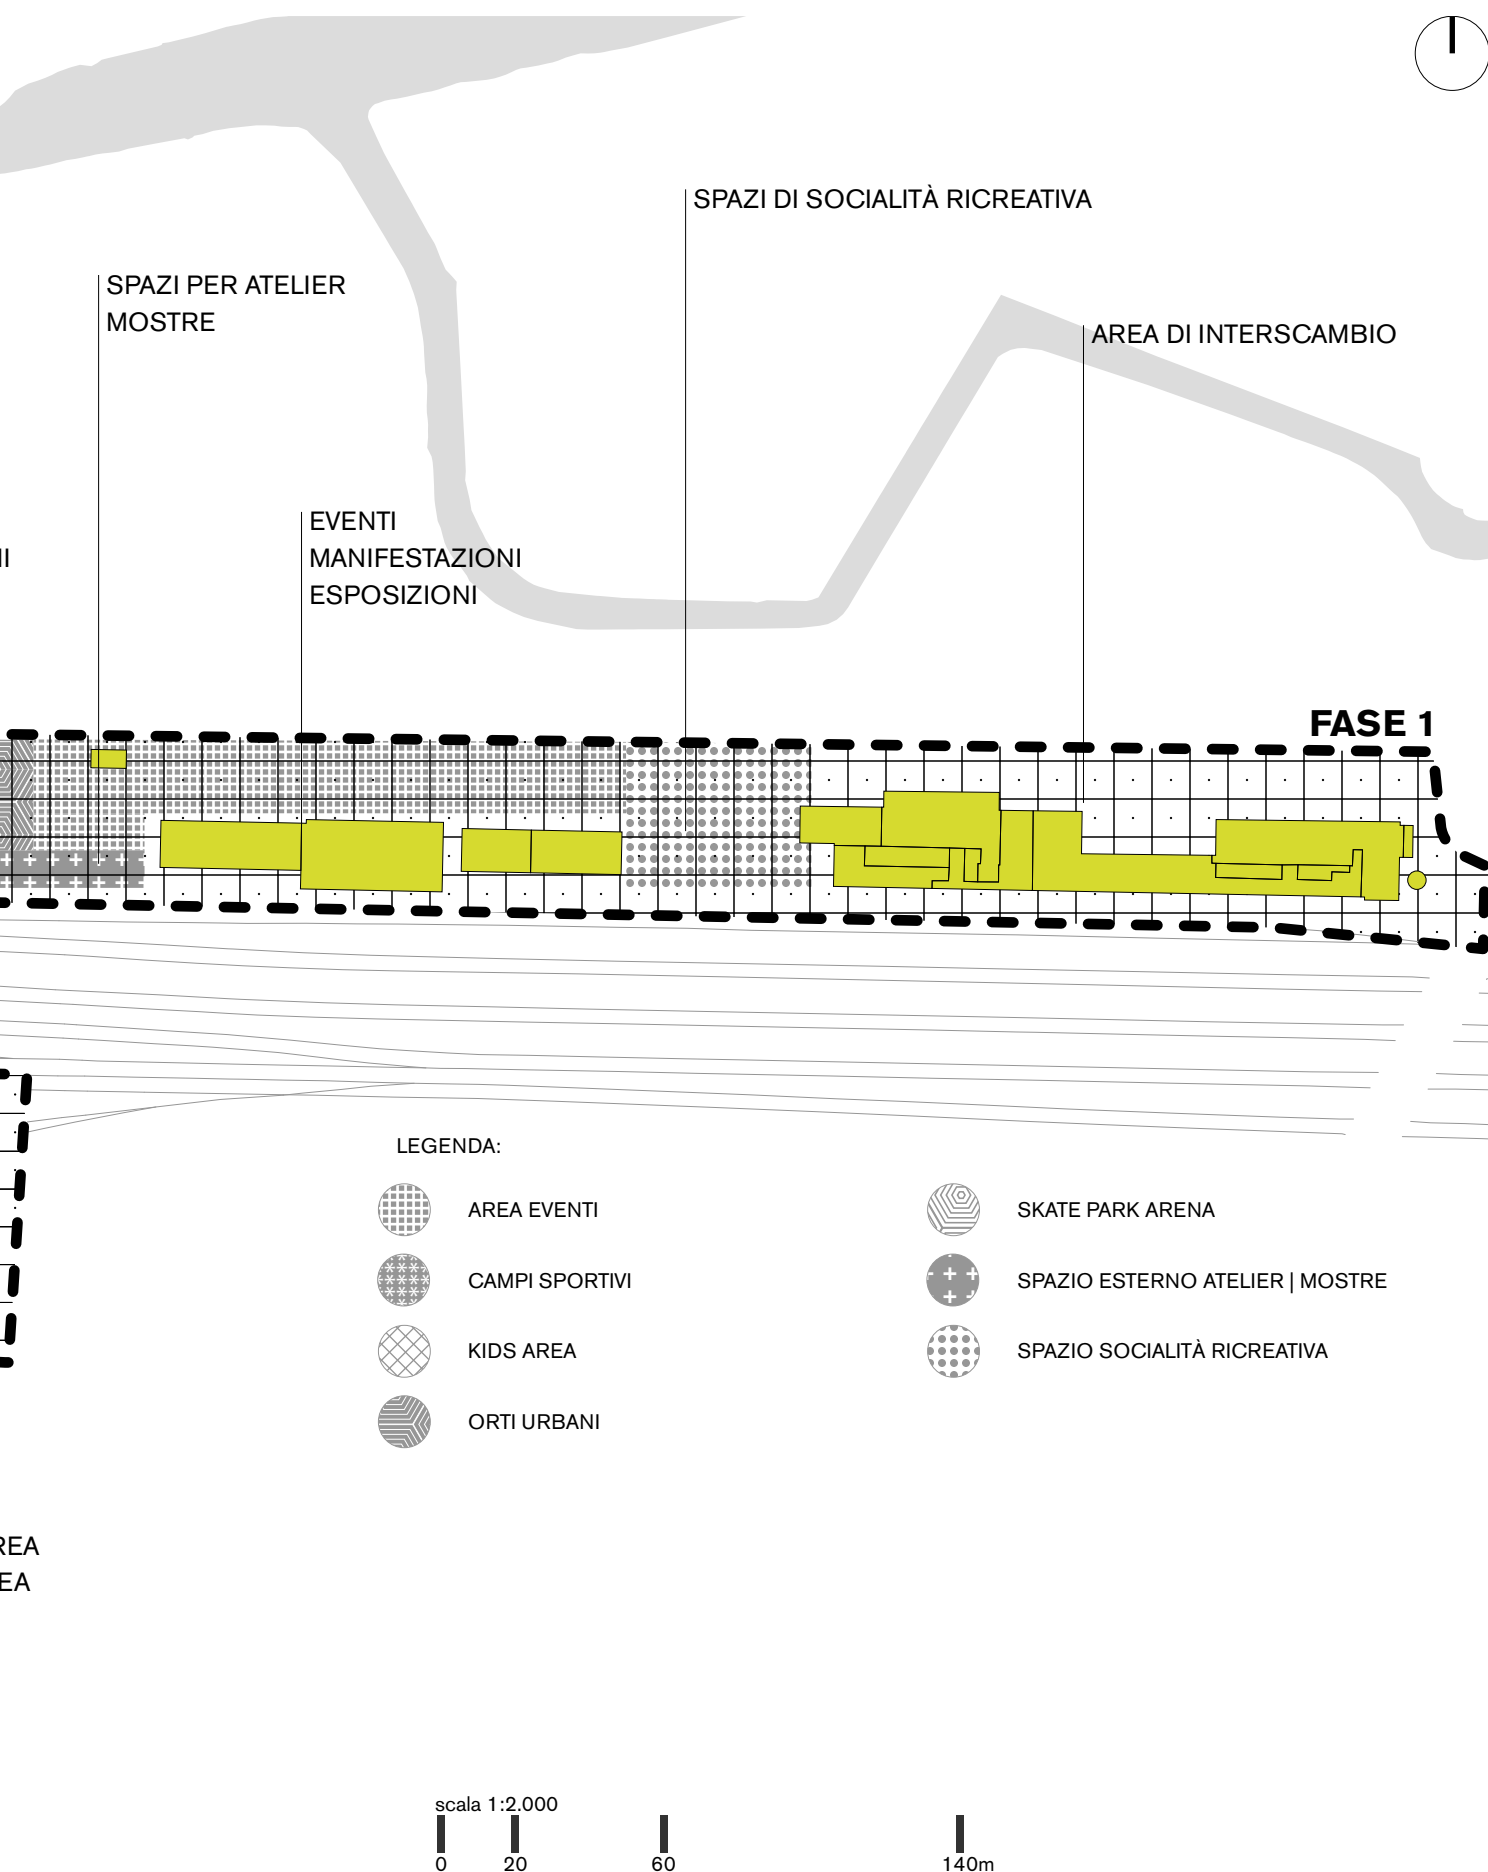 SPAZI DI SOCIALITÀ RICREATIVA
SPAZI PER ATELIER
MOSTRE
AREA DI INTERSCAMBIO
EVENTI
MANIFESTAZIONI
ESPOSIZIONI
FASE 1
LEGENDA:
AREA EVENTI
CAMPI SPORTIVI
KIDS AREA
ORTI URBANI
SKATE PARK ARENA
SPAZIO ESTERNO ATELIER | MOSTRE
SPAZIO SOCIALITÀ RICREATIVA
REA
EA
scala 1:2.000
0 20 60 140m